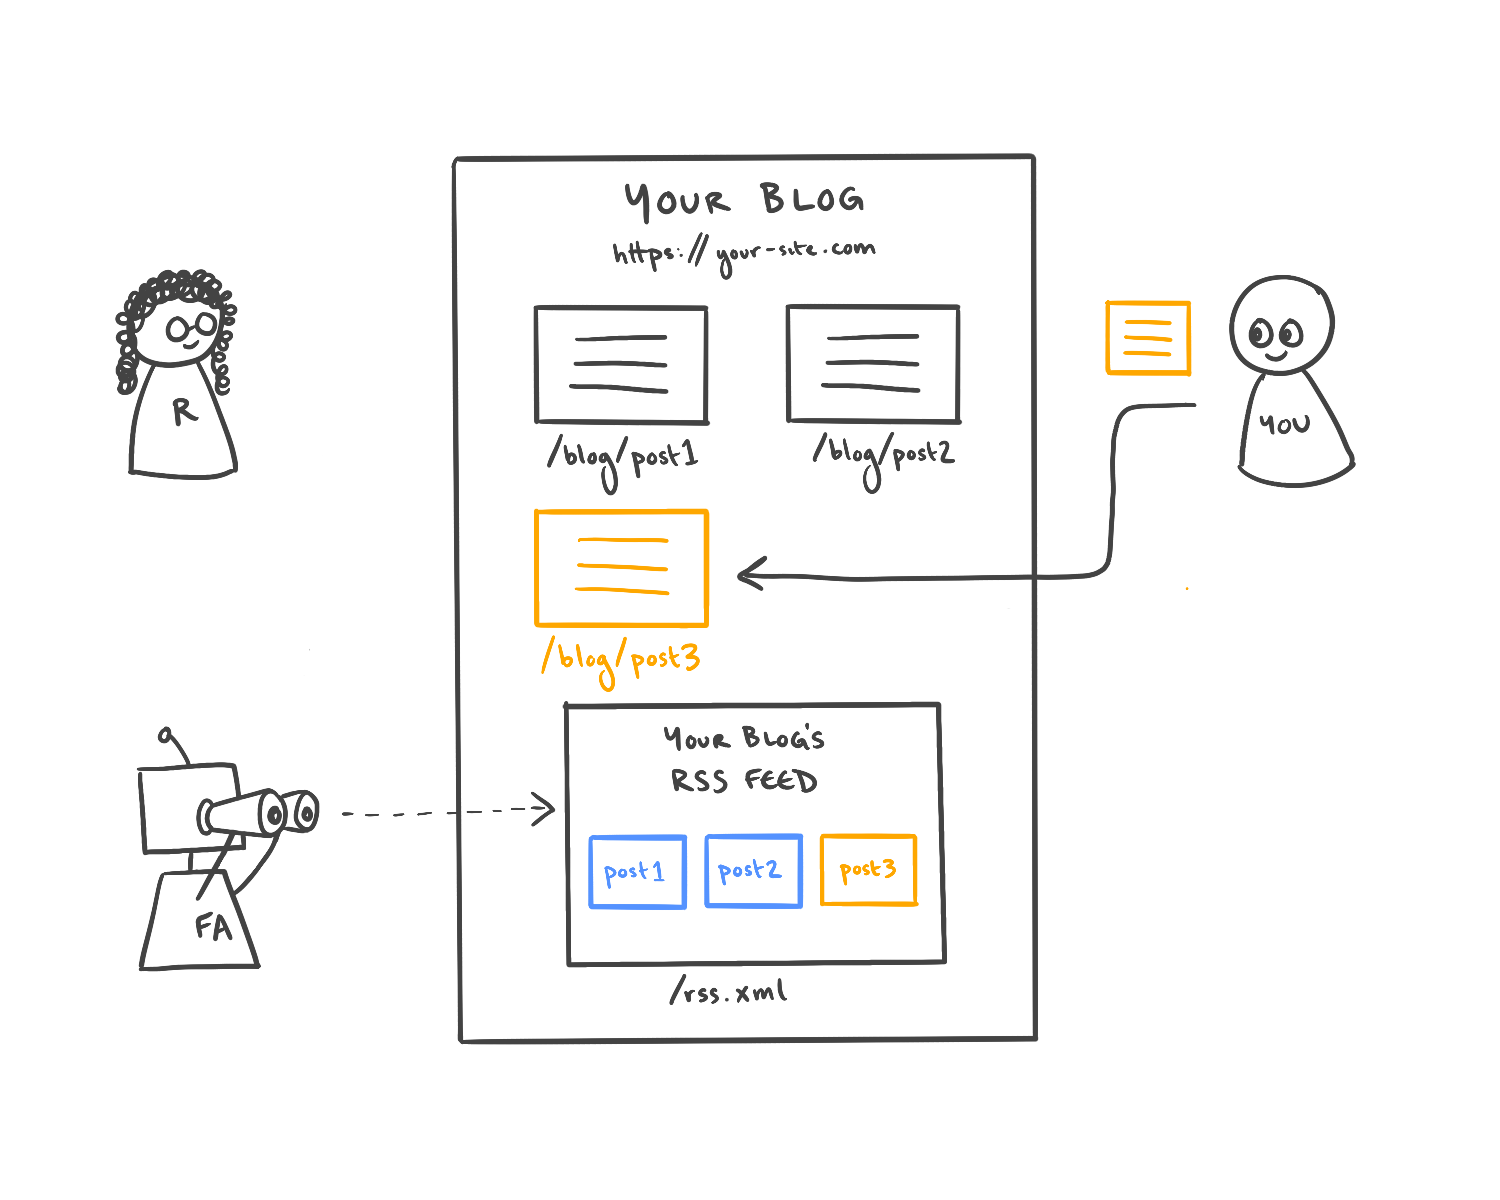 YOUR BLOG
https://your-site.com
R
YOU
/blog/post1
/blog/post2
/blog/post3
YOUR BLOG'S
RSS FEED
post1
post2
post3
FA
/rss.xml